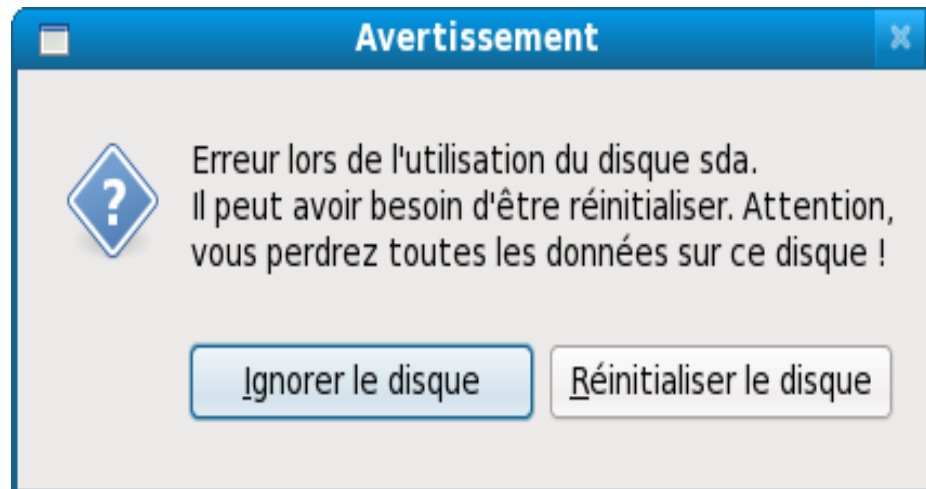 Avertissement
Erreur lors de l'utilisation du disque sda.
Il peut avoir besoin d'être réinitialiser. Attention,
vous perdrez toutes les données sur ce disque !
Ignorer le disque
Réinitialiser le disque